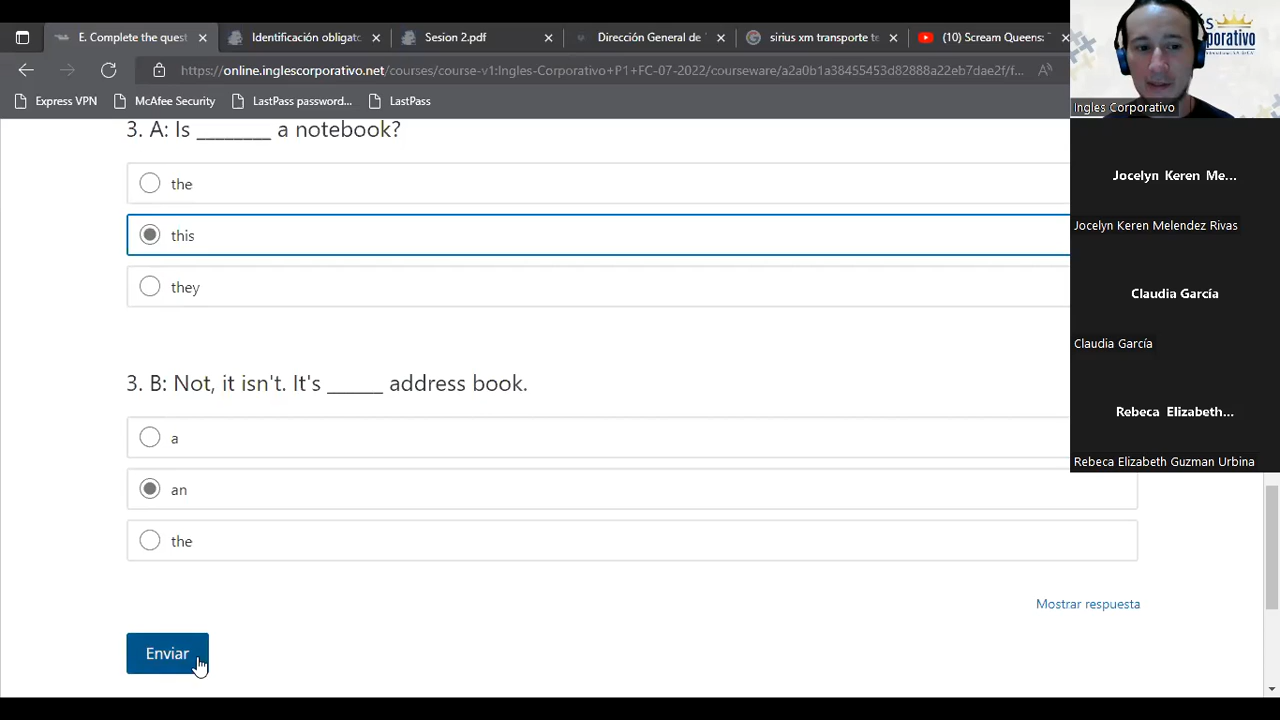 E. Complete the quest
Identificación obligato
Sesion 2.pdf
Dirección General de
sirius xm transporte te
(10) Scream Queens:
https://online.inglescorporativo.net/courses/course-v1:Ingles-Corporativo+P1+FC-07-2022/courseware/a2a0b1a38455453d82888a22eb7dae2f/f...
Express VPN
McAfee Security
LastPass password...
LastPass
3. A: Is ________ a notebook?
the
this
they
3. B: Not, it isn't. It's ______ address book.
a
an
the
Mostrar respuesta
Enviar
Ingles Corporativo
Jocelyn Keren Me...
Jocelyn Keren Melendez Rivas
Claudia García
Claudia García
Rebeca Elizabeth...
Rebeca Elizabeth Guzman Urbina